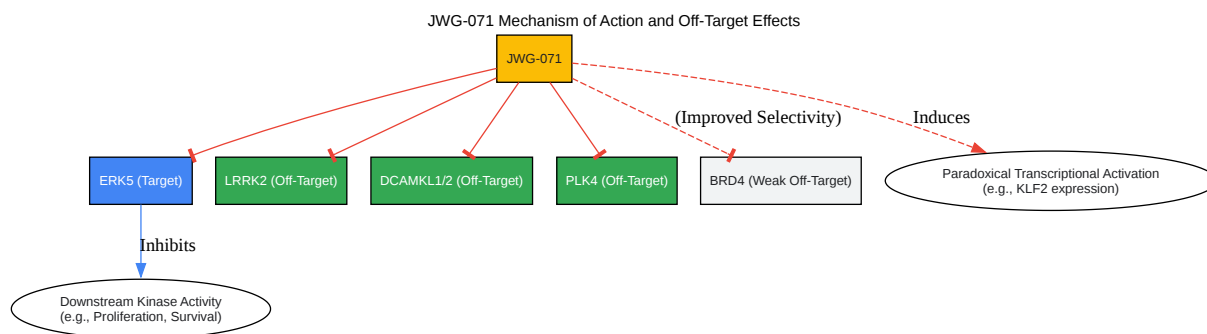 JWG-071 Mechanism of Action and Off-Target Effects
JWG-071
(Improved Selectivity)
Induces
ERK5 (Target)
LRRK2 (Off-Target)
DCAMKL1/2 (Off-Target)
PLK4 (Off-Target)
BRD4 (Weak Off-Target)
Paradoxical Transcriptional Activation
(e.g., KLF2 expression)
Inhibits
Downstream Kinase Activity
(e.g., Proliferation, Survival)